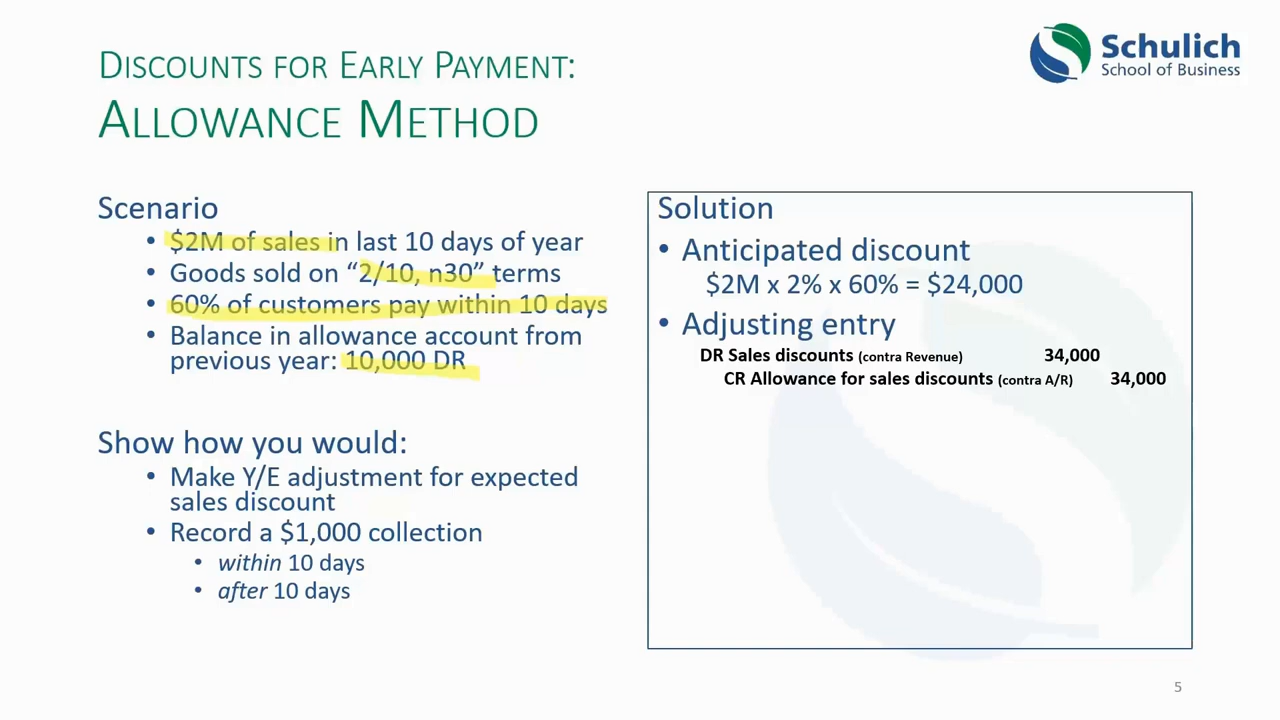 DISCOUNTS FOR EARLY PAYMENT:
ALLOWANCE METHOD
Schulich
School of Business
Scenario
• $2M of sales in last 10 days of year
• Goods sold on “2/10, n30” terms
• 60% of customers pay within 10 days
• Balance in allowance account from
previous year: 10,000 DR
Show how you would:
• Make Y/E adjustment for expected
sales discount
• Record a $1,000 collection
• within 10 days
• after 10 days
Solution
• Anticipated discount
$2M x 2% x 60% = $24,000
• Adjusting entry
DR Sales discounts (contra Revenue) 34,000
CR Allowance for sales discounts (contra A/R) 34,000
5